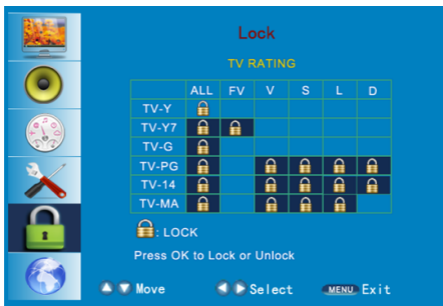 Lock
TV RATING
ALL FV V S L D
TV-Y
TV-Y7
TV-G
TV-PG
TV-14
TV-MA
: LOCK
Press OK to Lock or Unlock
Move Select MENU Exit